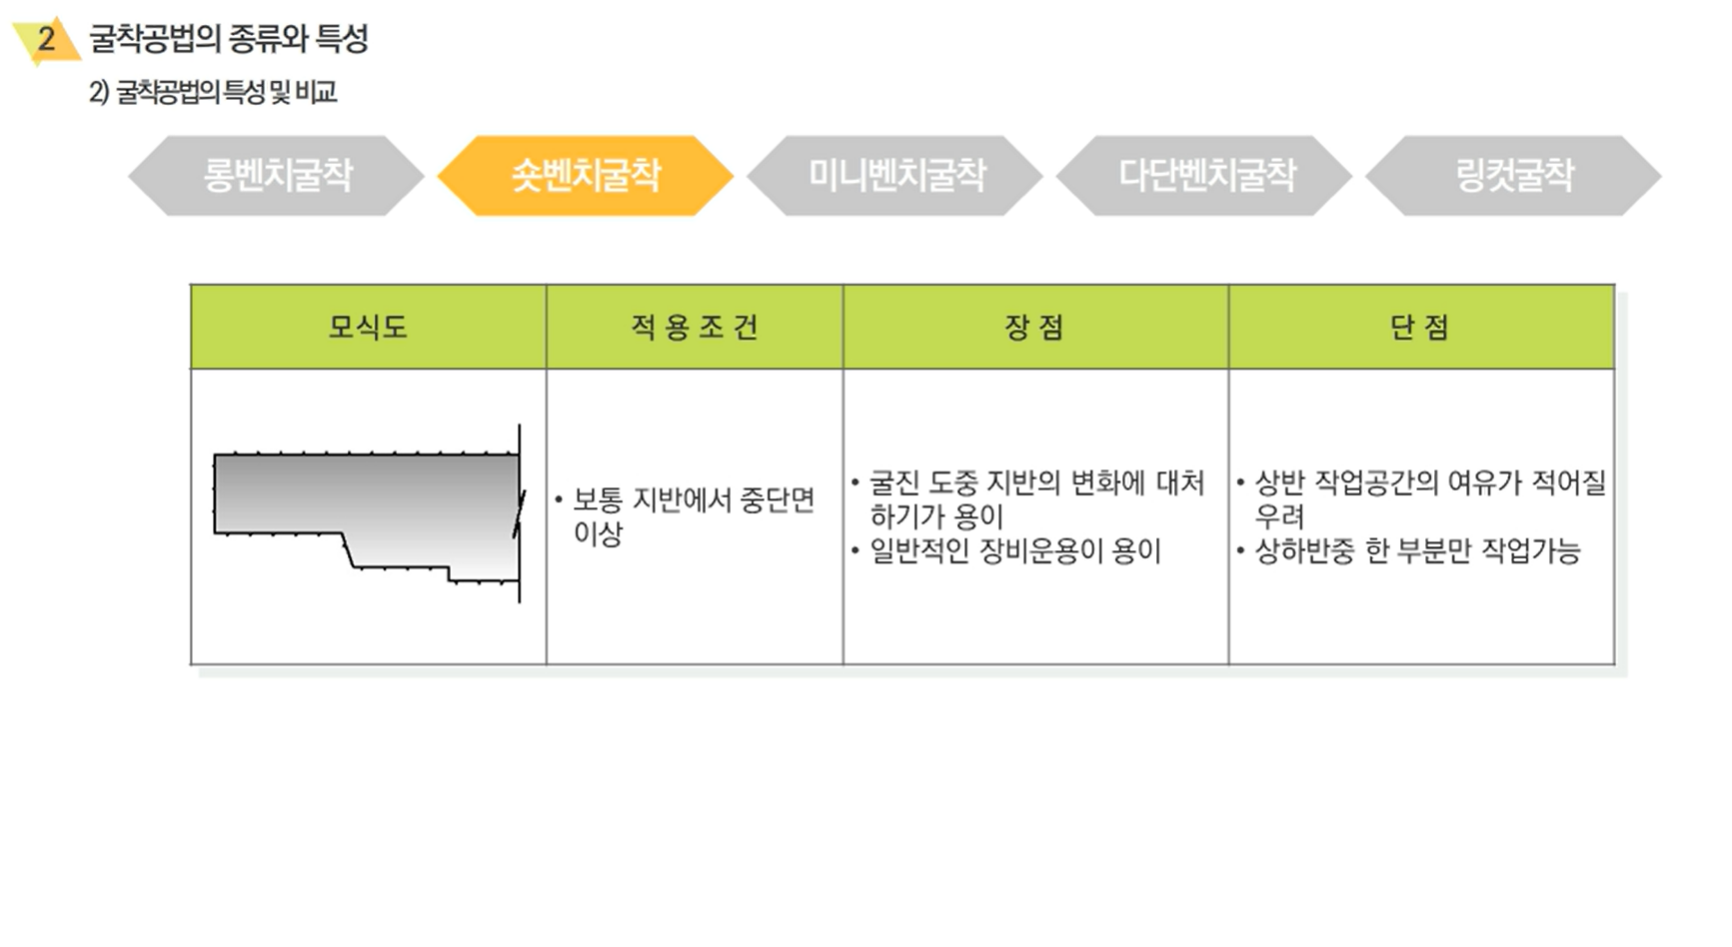 2 굴착공법의 종류와 특성
2) 굴착공법의 특성 및 비교
롱벤치굴착 숏벤치굴착 미니벤치굴착 다단벤치굴착 링컷굴착
모식도 적 용 조 건 장 점 단 점
• 보통 지반에서 중단면
이상
• 굴진 도중 지반의 변화에 대처
하기가 용이
• 일반적인 장비운용이 용이
• 상반 작업공간의 여유가 적어질
우려
• 상하반중 한 부분만 작업가능